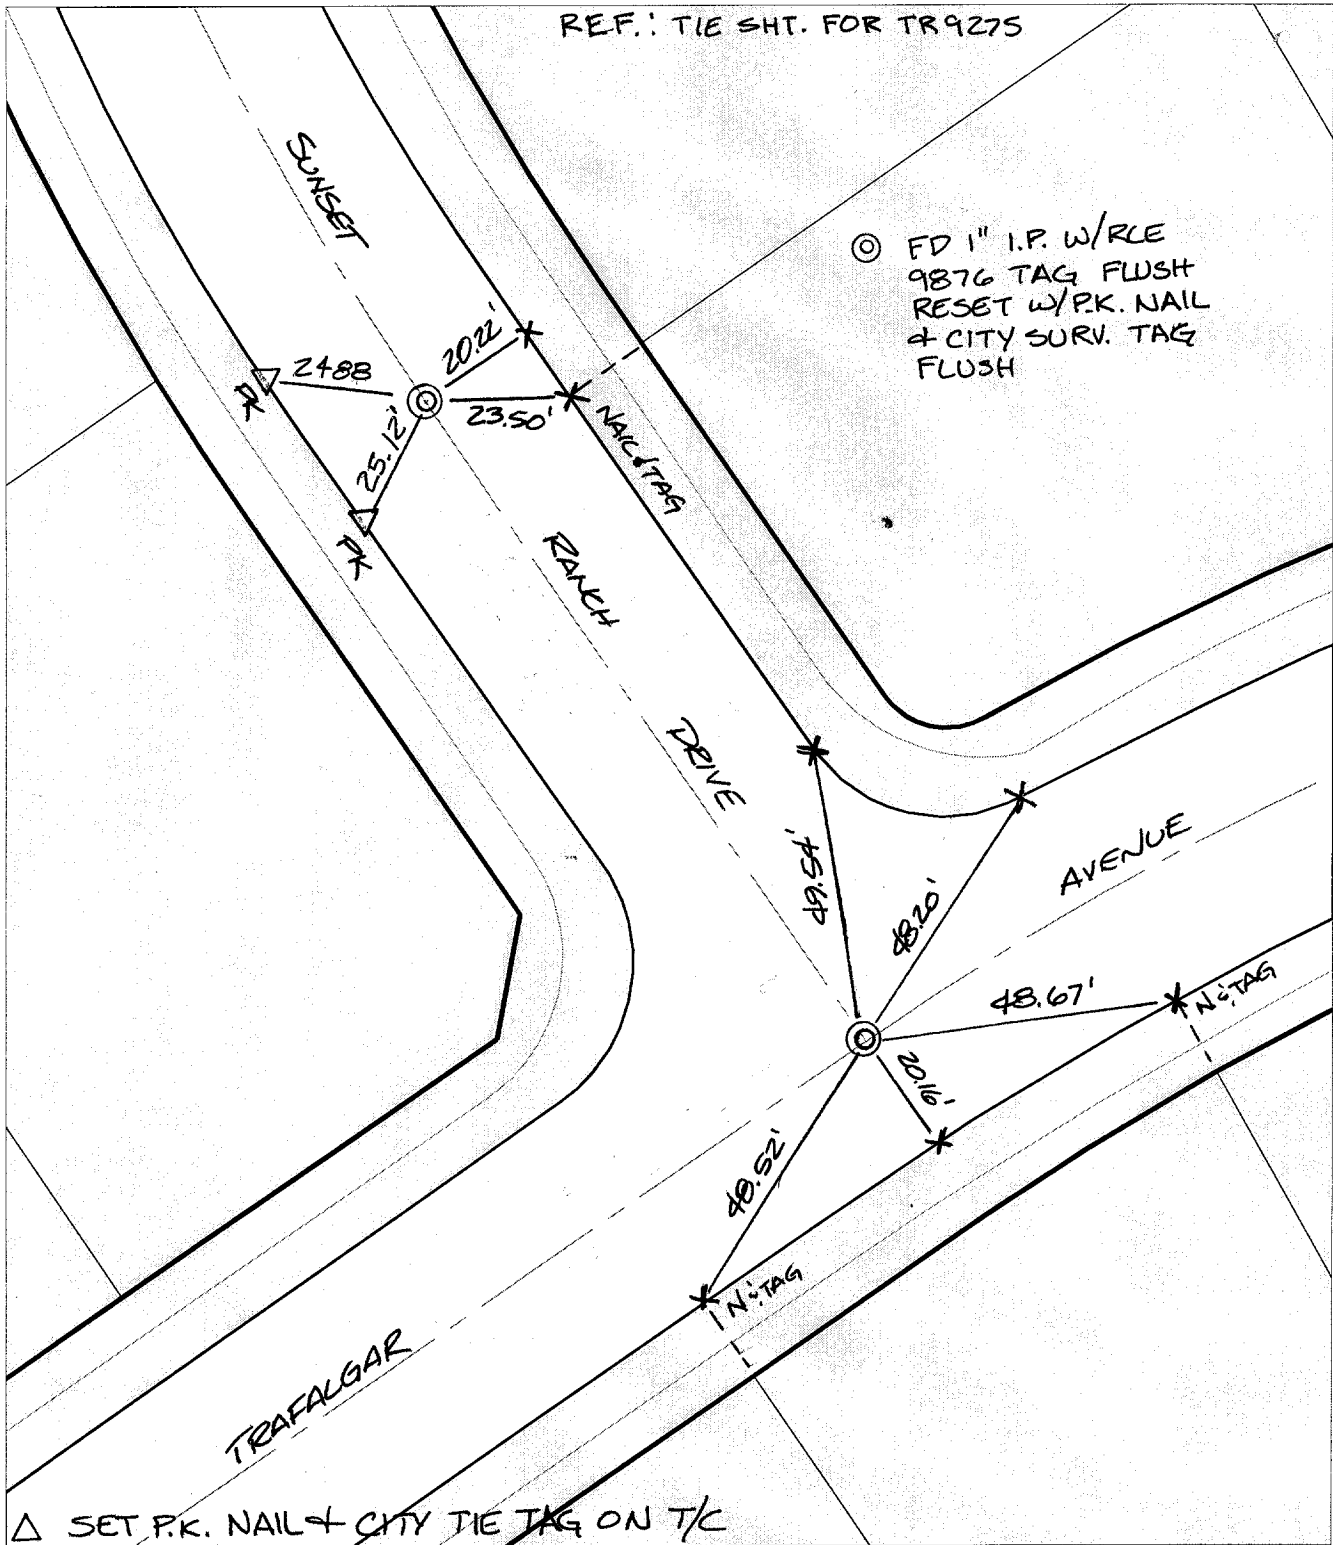 REF.: TIE SHT. FOR TR9275
SUNSET
FD 1" I.P. W/RCE
9876 TAG FLUSH
RESET W/P.K. NAIL
& CITY SURV. TAG
FLUSH
20.22'
2488
PK
23.50'
25.12'
NAIL&TAG
PK
RANCH
DRIVE
46.54'
AVENUE
48.20'
48.67'
N&TAG
20.16'
48.52'
N&TAG
TRAFALGAR
△ SET P.K. NAIL & CITY TIE TAG ON T/C